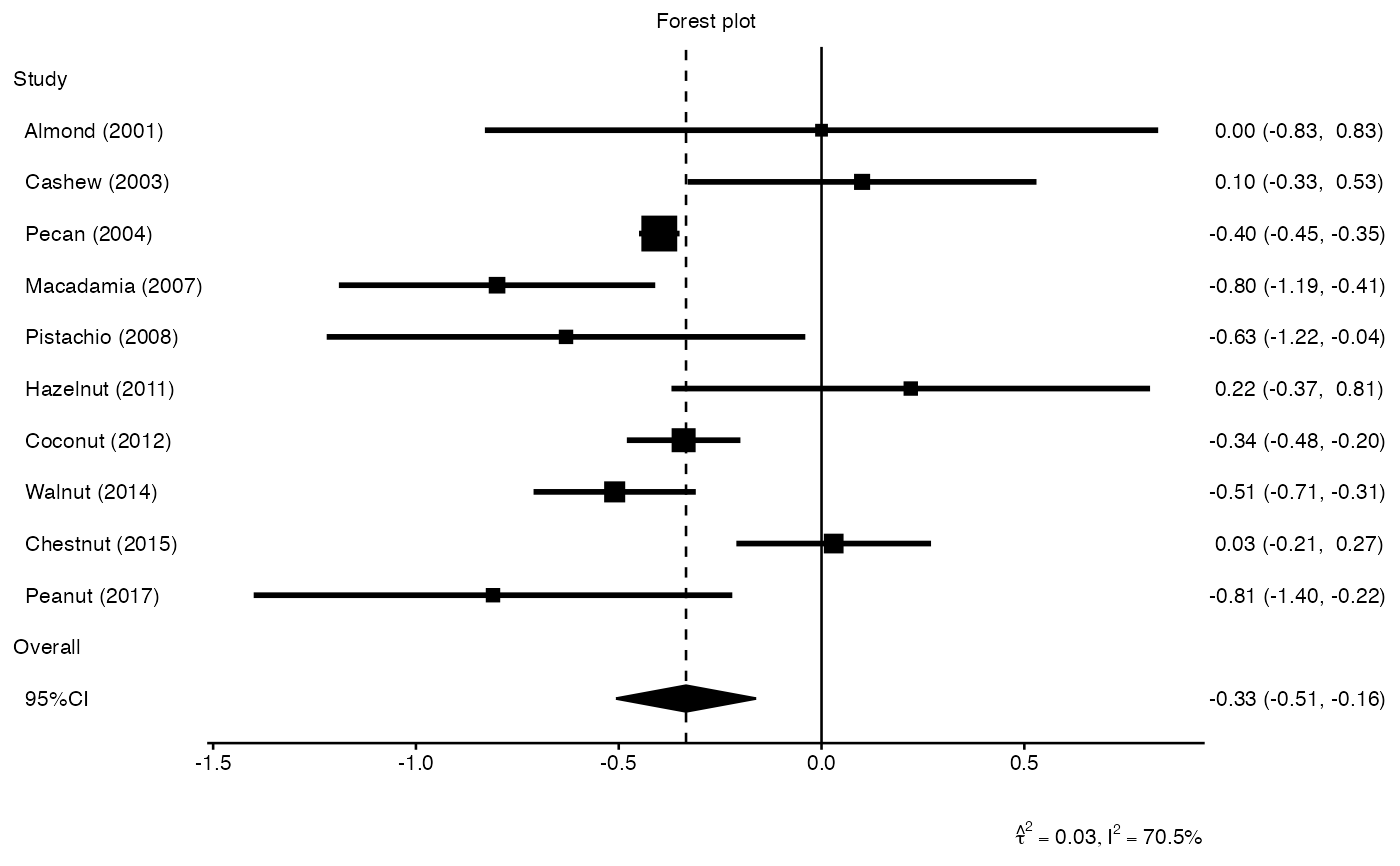 Forest plot
Study
Almond (2001) 0.00 (-0.83, 0.83)
Cashew (2003) 0.10 (-0.33, 0.53)
Pecan (2004) -0.40 (-0.45, -0.35)
Macadamia (2007) -0.80 (-1.19, -0.41)
Pistachio (2008) -0.63 (-1.22, -0.04)
Hazelnut (2011) 0.22 (-0.37, 0.81)
Coconut (2012) -0.34 (-0.48, -0.20)
Walnut (2014) -0.51 (-0.71, -0.31)
Chestnut (2015) 0.03 (-0.21, 0.27)
Peanut (2017) -0.81 (-1.40, -0.22)
Overall
95%CI -0.33 (-0.51, -0.16)
-1.5 -1.0 -0.5 0.0 0.5
τ̂² = 0.03, I² = 70.5%